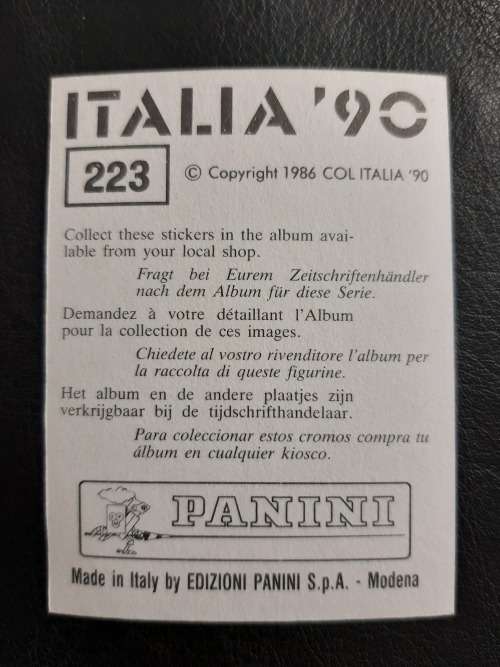 ITALIA '90
223
© Copyright 1986 COL ITALIA '90
Collect these stickers in the album avai-
lable from your local shop.
Fragt bei Eurem Zeitschriftenhändler
nach dem Album für diese Serie.
Demandez à votre détaillant l'Album
pour la collection de ces images.
Chiedete al vostro rivenditore l'album per
la raccolta di queste figurine.
Het album en de andere plaatjes zijn
verkrijgbaar bij de tijdschrifthandelaar.
Para coleccionar estos cromos compra tu
álbum en cualquier kiosco.
PANINI
Made in Italy by EDIZIONI PANINI S.p.A. - Modena